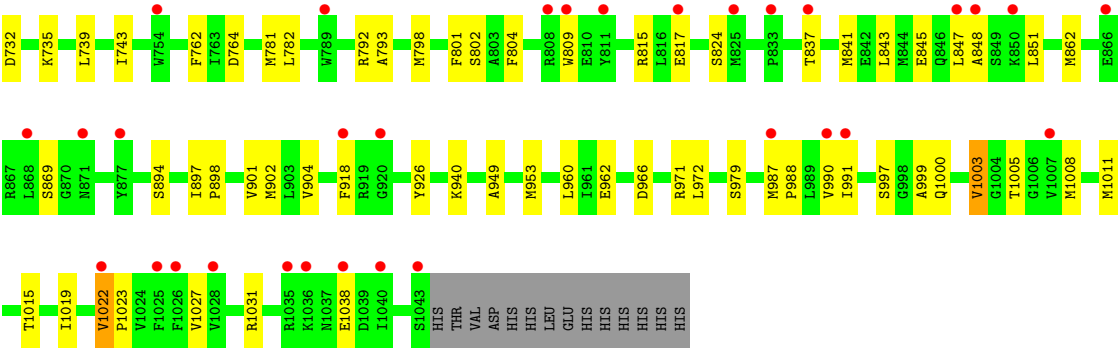 D732 K735 L739 I743 W754 F762 I763 D764 M781 L782 W789 R792 A793 M798 F801 S802 A803 F804 R808 W809 E810 Y811 R815 L816 E817 S824 M825 P833 T837 M841 E842 L843 M844 E845 Q846 L847 A848 S849 K850 L851 M862 E866
R867 L868 S869 G870 N871 Y877 S894 I897 P898 V901 M902 L903 V904 F918 R919 G920 Y926 K940 A949 M953 L960 I961 E962 D966 R971 L972 S979 M987 P988 L989 V990 I991 S997 G998 A999 Q1000 V1003 G1004 T1005 G1006 V1007 M1008 M1011
T1015 I1019 V1022 P1023 V1024 F1025 F1026 V1027 V1028 R1031 R1035 K1036 N1037 E1038 D1039 I1040 S1043 HIS THR VAL ASP HIS HIS LEU GLU HIS HIS HIS HIS HIS HIS